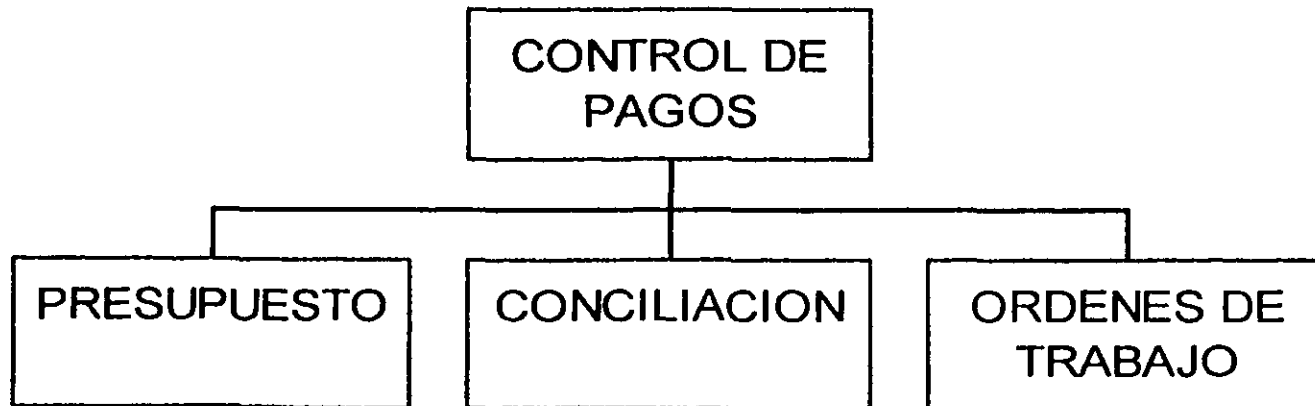 CONTROL DE
PAGOS
PRESUPUESTO
CONCILIACION
ORDENES DE
TRABAJO